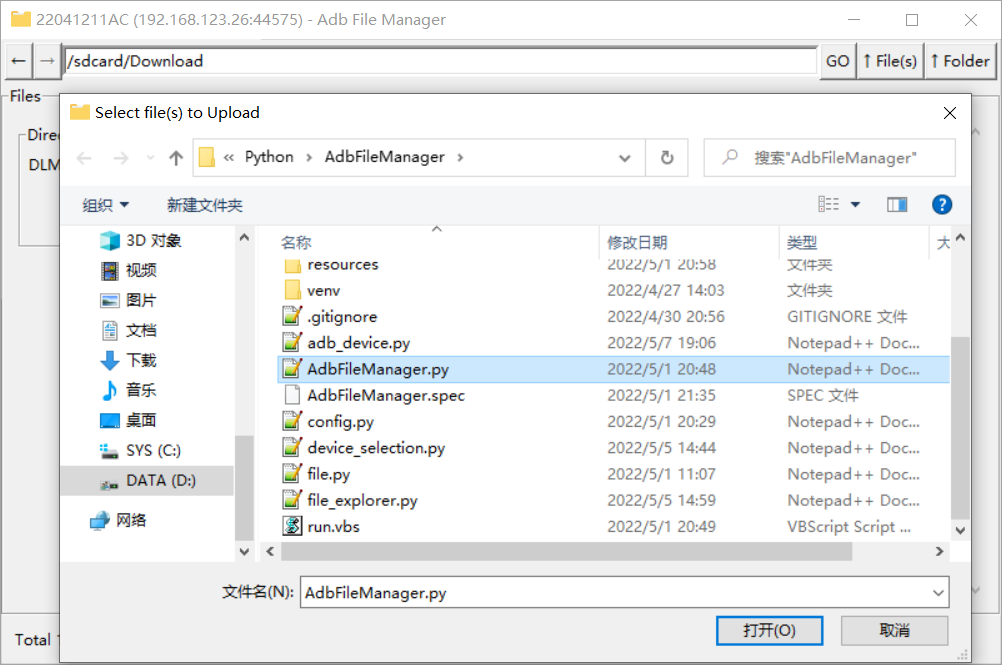 22041211AC (192.168.123.26:44575) - Adb File Manager
← → /sdcard/Download GO ↑ File(s) ↑ Folder
Files
Select file(s) to Upload
« Python › AdbFileManager › 搜索"AdbFileManager"
组织 新建文件夹
名称 修改日期 类型 大
3D 对象
视频
图片
文档
下载
音乐
桌面
SYS (C:)
DATA (D:)
网络
resources 2022/5/1 20:58 文件夹
venv 2022/4/27 14:03 文件夹
.gitignore 2022/4/30 20:56 GITIGNORE 文件
adb_device.py 2022/5/7 19:06 Notepad++ Doc...
AdbFileManager.py 2022/5/1 20:48 Notepad++ Doc...
AdbFileManager.spec 2022/5/1 21:35 SPEC 文件
config.py 2022/5/1 20:29 Notepad++ Doc...
device_selection.py 2022/5/5 14:44 Notepad++ Doc...
file.py 2022/5/1 11:07 Notepad++ Doc...
file_explorer.py 2022/5/5 14:59 Notepad++ Doc...
run.vbs 2022/5/1 20:49 VBScript Script ...
文件名(N): AdbFileManager.py
打开(O) 取消
Direc
DLM
Total